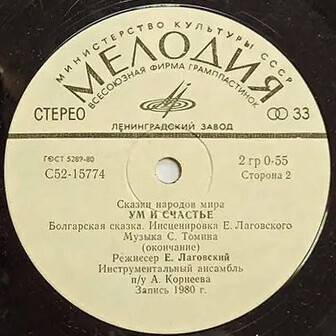 МИНИСТЕРСТВО КУЛЬТУРЫ СССР
МЕЛОДИЯ
ВСЕСОЮЗНАЯ ФИРМА ГРАМПЛАСТИНОК
СТЕРЕО
33
ЛЕНИНГРАДСКИЙ ЗАВОД
ГОСТ 5289-80
С52-15774
2 гр 0-55
Сторона 2
Сказки народов мира
УМ И СЧАСТЬЕ
Болгарская сказка. Инсценировка Е. Лаговского
Музыка С. Томина
(окончание)
Режиссер Е. Лаговский
Инструментальный ансамбль
п/у А. Корнеева
Запись 1980 г.